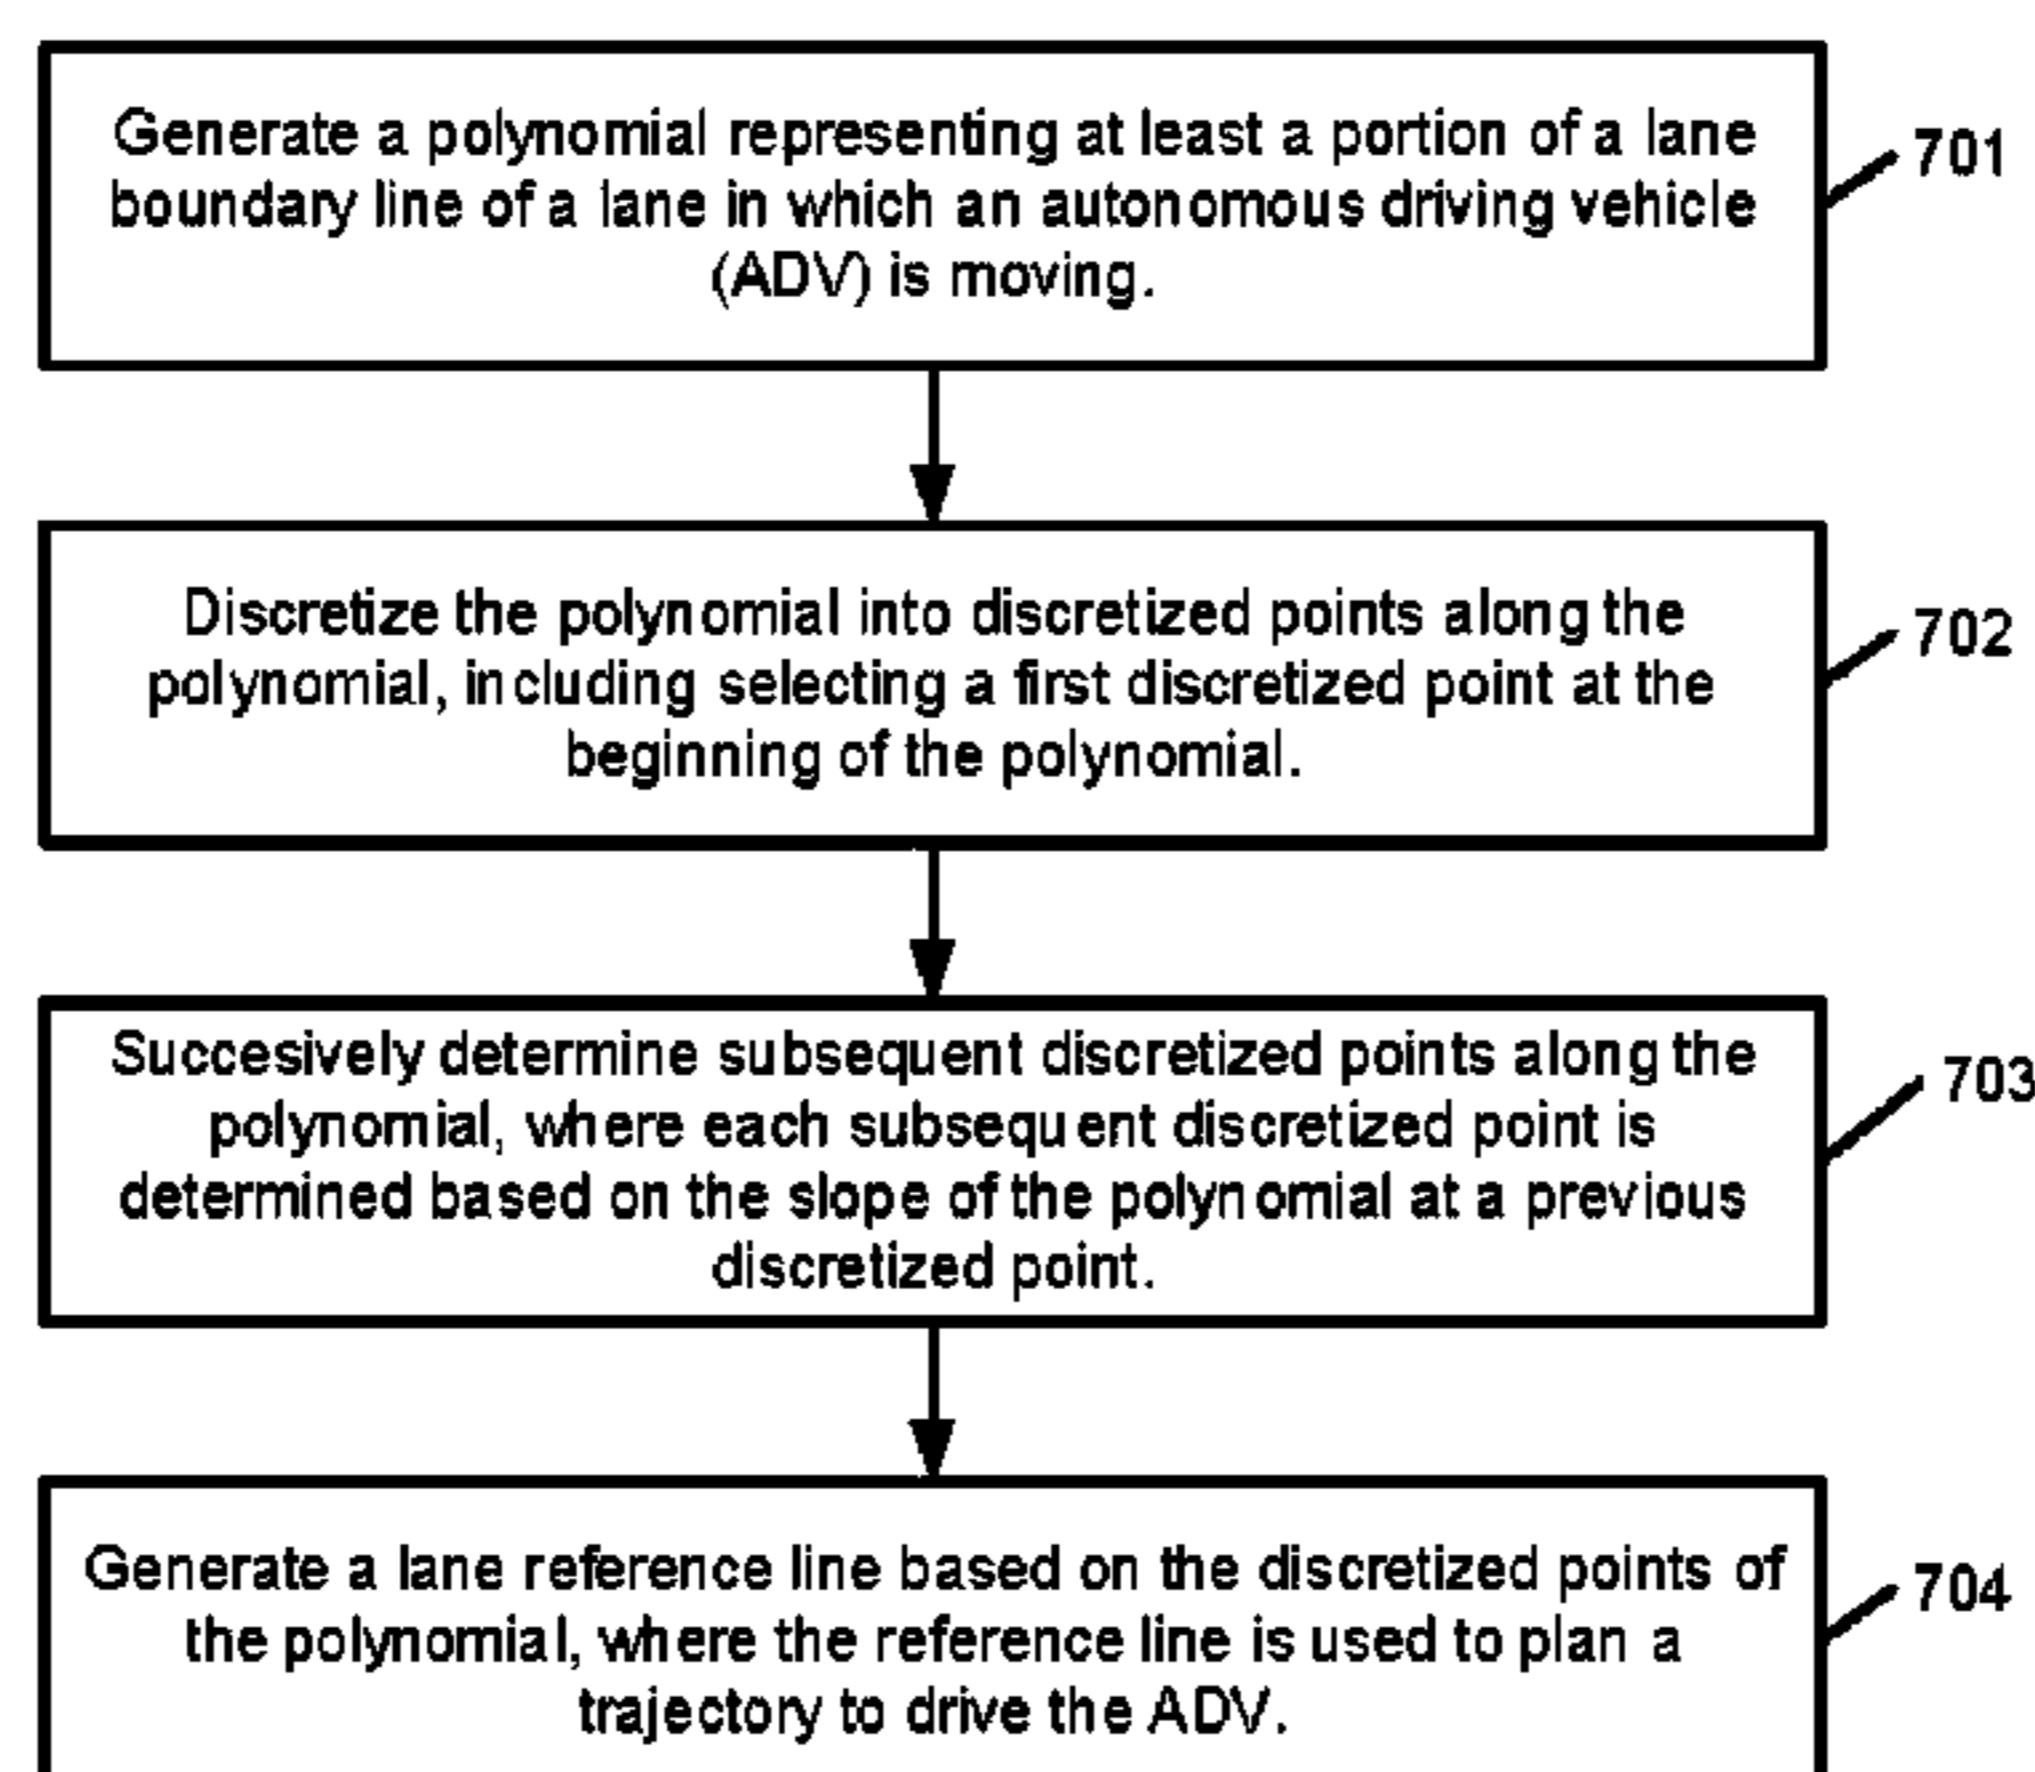 Generate a polynomial representing at least a portion of a lane
boundary line of a lane in which an autonomous driving vehicle
(ADV) is moving.
701
Discretize the polynomial into discretized points along the
polynomial, including selecting a first discretized point at the
beginning of the polynomial.
702
Succesively determine subsequent discretized points along the
polynomial, where each subsequent discretized point is
determined based on the slope of the polynomial at a previous
discretized point.
703
Generate a lane reference line based on the discretized points of
the polynomial, where the reference line is used to plan a
trajectory to drive the ADV.
704